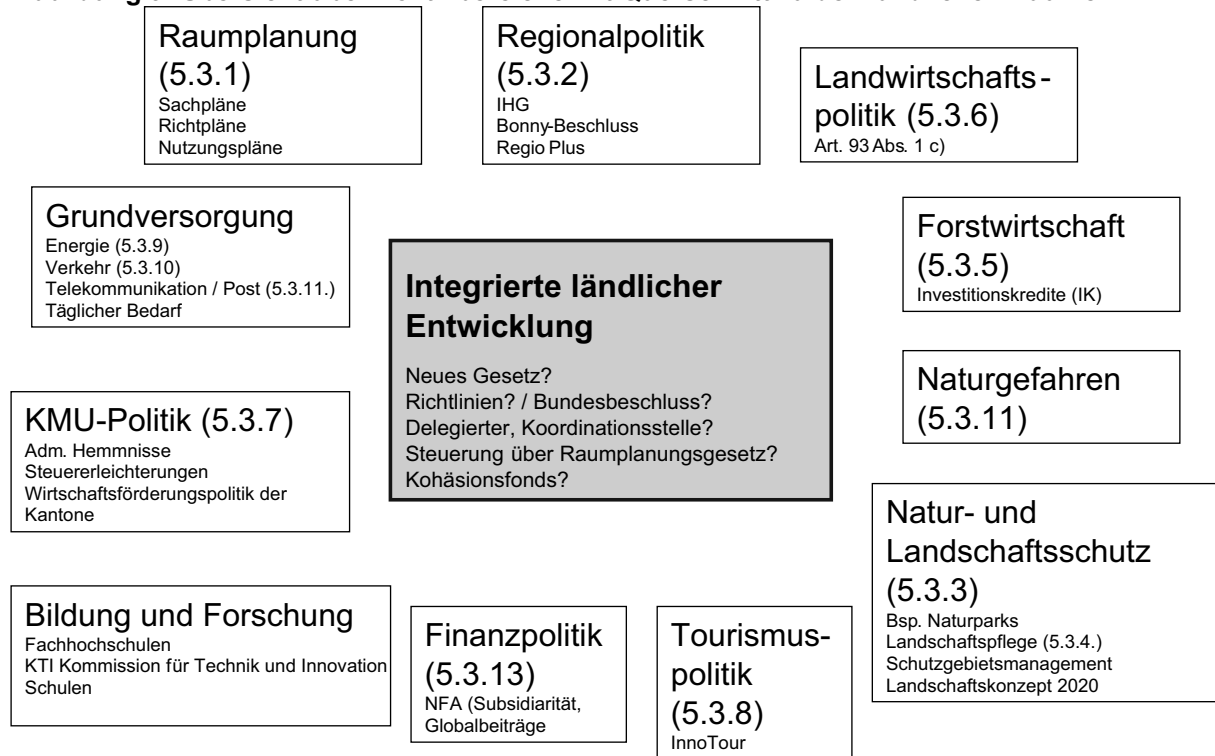 Raumplanung
(5.3.1)
Sachpläne
Richtpläne
Nutzungspläne
Regionalpolitik
(5.3.2)
IHG
Bonny-Beschluss
Regio Plus
Landwirtschafts-
politik (5.3.6)
Art. 93 Abs. 1 c)
Grundversorgung
Energie (5.3.9)
Verkehr (5.3.10)
Telekommunikation / Post (5.3.11.)
Täglicher Bedarf
Integrierte ländlicher
Entwicklung
Neues Gesetz?
Richtlinien? / Bundesbeschluss?
Delegierter, Koordinationsstelle?
Steuerung über Raumplanungsgesetz?
Kohäsionsfonds?
Forstwirtschaft
(5.3.5)
Investitionskredite (IK)
Naturgefahren
(5.3.11)
KMU-Politik (5.3.7)
Adm. Hemmnisse
Steuererleichterungen
Wirtschaftsförderungspolitik der
Kantone
Natur- und
Landschaftsschutz
(5.3.3)
Bsp. Naturparks
Landschaftspflege (5.3.4.)
Schutzgebietsmanagement
Landschaftskonzept 2020
Bildung und Forschung
Fachhochschulen
KTI Kommission für Technik und Innovation
Schulen
Finanzpolitik
(5.3.13)
NFA (Subsidiarität,
Globalbeiträge
Tourismus-
politik
(5.3.8)
InnoTour